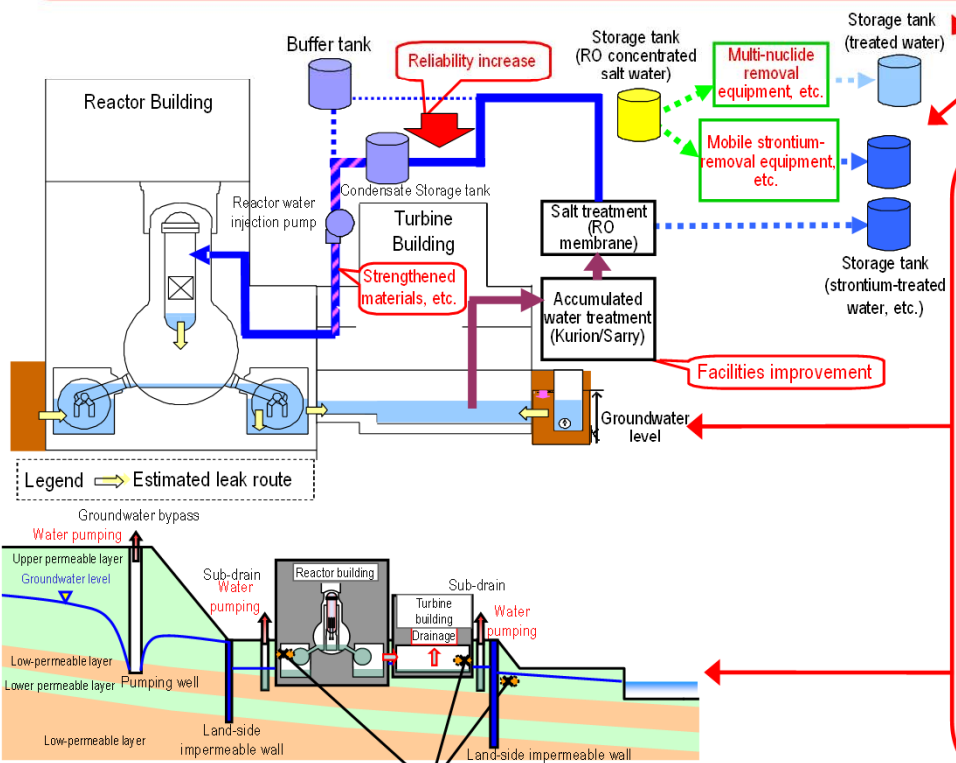 Storage tank
(treated water)
Storage tank
(RO concentrated
salt water)
Buffer tank
Reliability increase
Multi-nuclide
removal
equipment, etc.
Reactor Building
Mobile strontium-
removal equipment,
etc.
Condensate Storage tank
Reactor water
injection pump
Turbine
Building
Salt treatment
(RO
membrane)
Storage tank
(strontium-treated
water, etc.)
Strengthened
materials, etc.
Accumulated
water treatment
(Kurion/Sarry)
Facilities improvement
Groundwater
level
Legend
Estimated leak route
Groundwater bypass
Water pumping
Upper permeable layer
Groundwater level
Sub-drain
Water
pumping
Reactor building
Sub-drain
Turbine
building
Drainage
Water
pumping
Low-permeable layer
Pumping well
Lower permeable layer
Land-side
impermeable wall
Low-permeable layer
Land-side impermeable wall